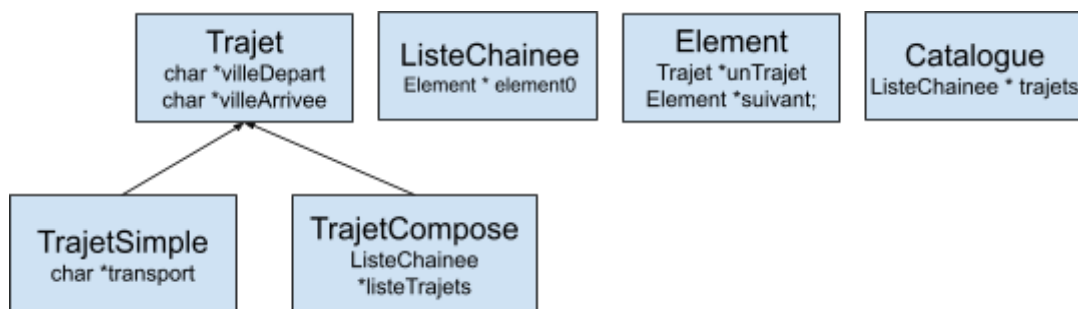 Trajet
char *villeDepart
char *villeArrivee
ListeChainee
Element * element0
Element
Trajet *unTrajet
Element *suivant;
Catalogue
ListeChainee * trajets
TrajetSimple
char *transport
TrajetCompose
ListeChainee
*listeTrajets